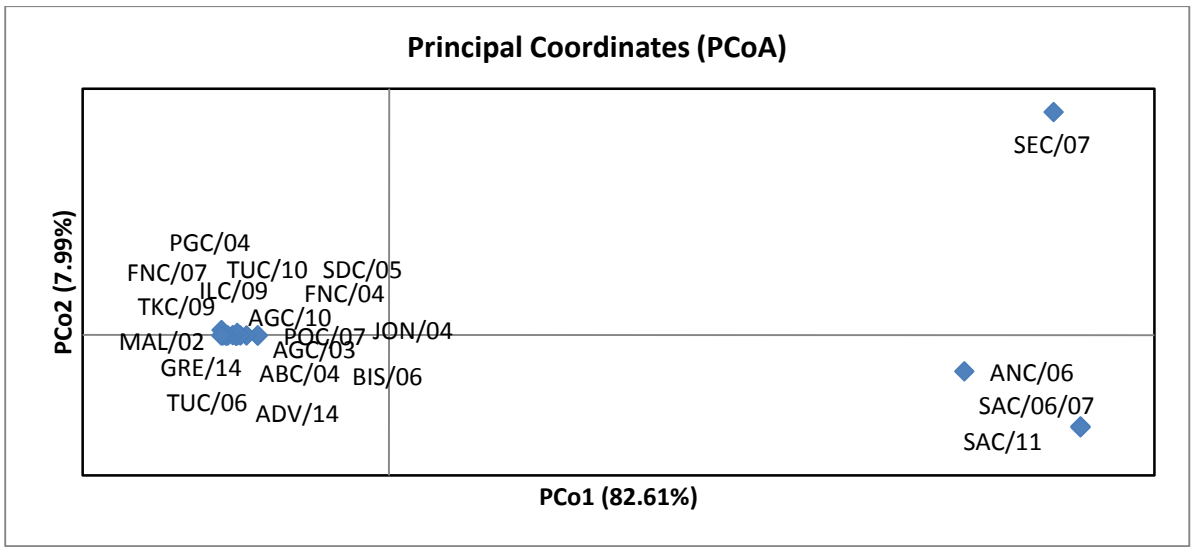 Principal Coordinates (PCoA)
SEC/07
PGC/04
FNC/07 TUC/10 SDC/05
ILC/09 FNC/04
TKC/09
AGC/10
MAL/02 POC/07 JON/04
AGC/03
GRE/14 ABC/04 BIS/06
TUC/06 ADV/14
ANC/06
SAC/06/07
SAC/11
PCo2 (7.99%)
PCo1 (82.61%)